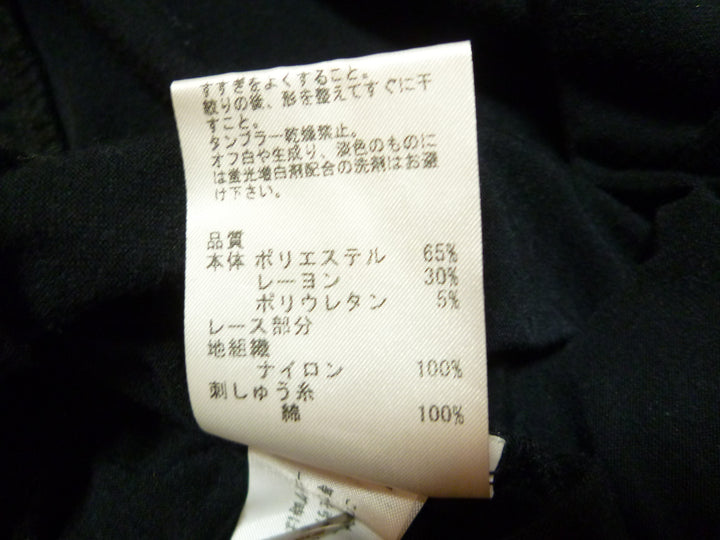 すすぎをよくすること。
絞りの後、形を整えてすぐに干
すこと。
タンブラー乾燥禁止。
オフ白や生成り、淡色のものに
は蛍光増白剤配合の洗剤はお避
け下さい。
品質
本体 ポリエステル 65%
レーヨン 30%
ポリウレタン 5%
レース部分
地組織
ナイロン 100%
刺しゅう糸
綿 100%